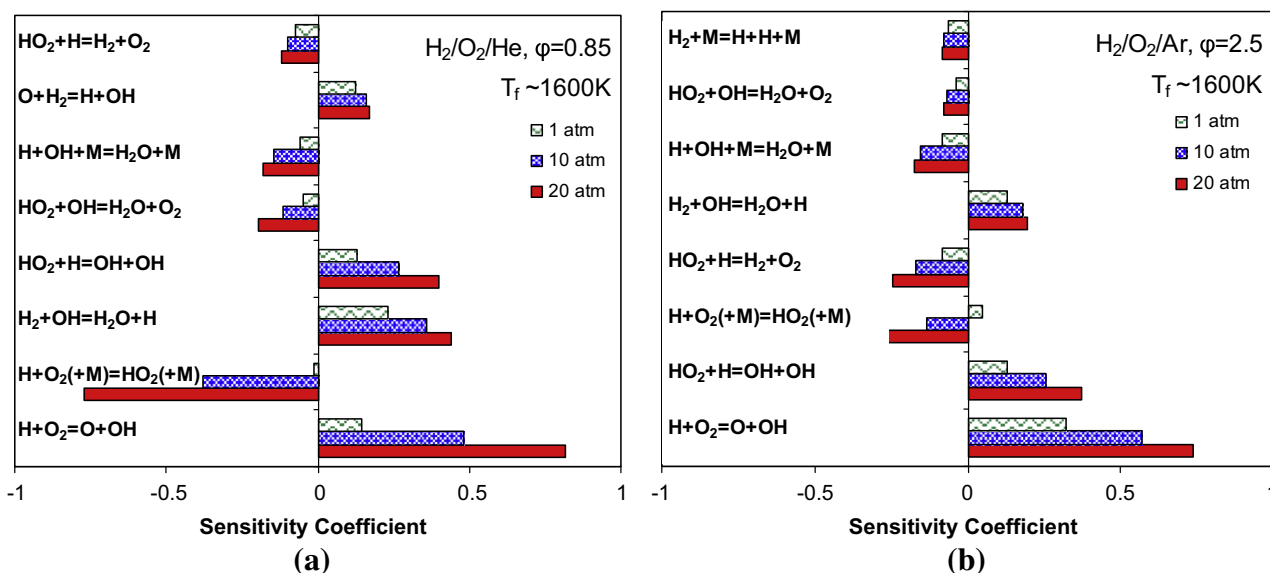 HO₂+H=H₂+O₂
O+H₂=H+OH
H+OH+M=H₂O+M
HO₂+OH=H₂O+O₂
HO₂+H=OH+OH
H₂+OH=H₂O+H
H+O₂(+M)=HO₂(+M)
H+O₂=O+OH
H₂/O₂/He, φ=0.85
T_f ~1600K
1 atm
10 atm
20 atm
-1 -0.5 0 0.5 1
Sensitivity Coefficient
(a)
H₂+M=H+H+M
HO₂+OH=H₂O+O₂
H+OH+M=H₂O+M
H₂+OH=H₂O+H
HO₂+H=H₂+O₂
H+O₂(+M)=HO₂(+M)
HO₂+H=OH+OH
H+O₂=O+OH
H₂/O₂/Ar, φ=2.5
T_f ~1600K
1 atm
10 atm
20 atm
-1 -0.5 0 0.5 1
Sensitivity Coefficient
(b)